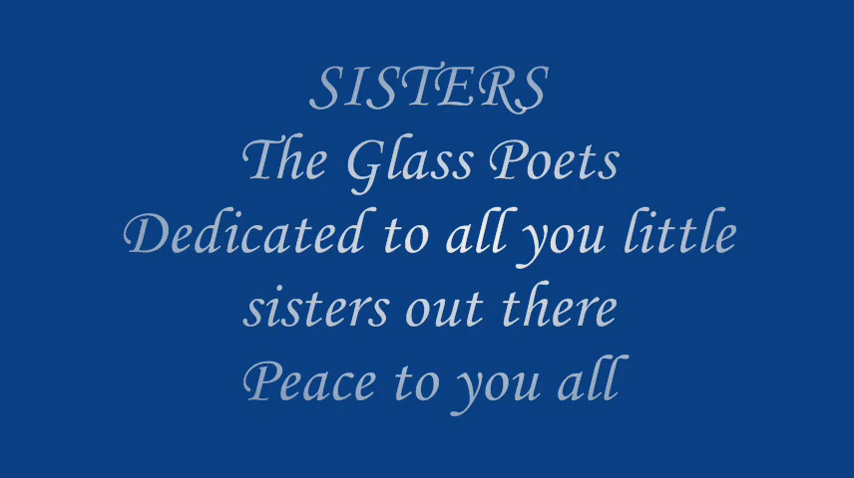 SISTERS
The Glass Poets
Dedicated to all you little
sisters out there
Peace to you all